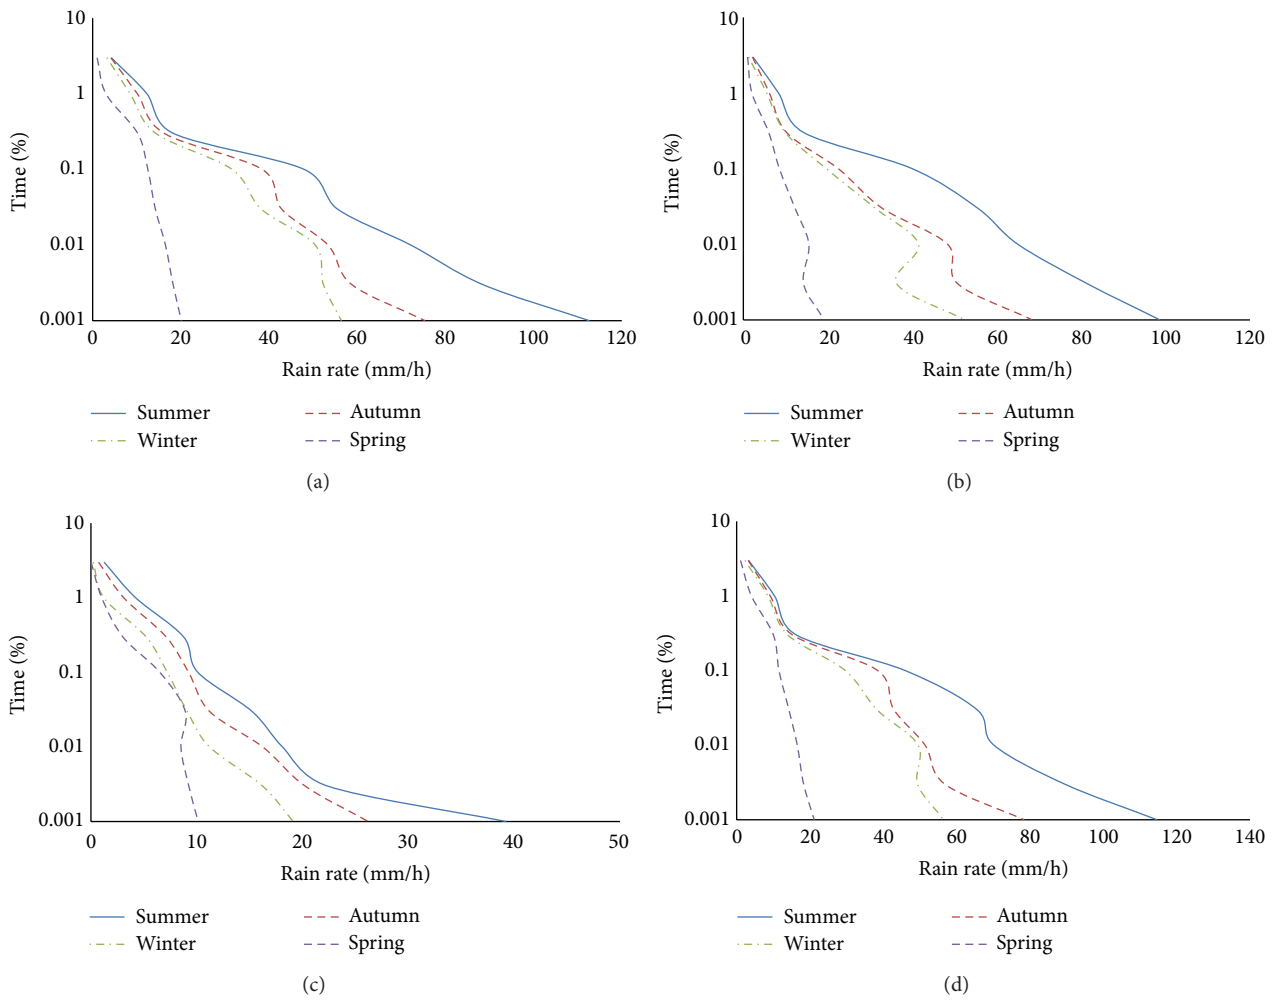 10
1
0.1
0.01
0.001
Time (%)
0 20 40 60 80 100 120
Rain rate (mm/h)
Summer Autumn
Winter Spring
(a)
10
1
0.1
0.01
0.001
Time (%)
0 20 40 60 80 100 120
Rain rate (mm/h)
Summer Autumn
Winter Spring
(b)
10
1
0.1
0.01
0.001
Time (%)
0 10 20 30 40 50
Rain rate (mm/h)
Summer Autumn
Winter Spring
(c)
10
1
0.1
0.01
0.001
Time (%)
0 20 40 60 80 100 120 140
Rain rate (mm/h)
Summer Autumn
Winter Spring
(d)